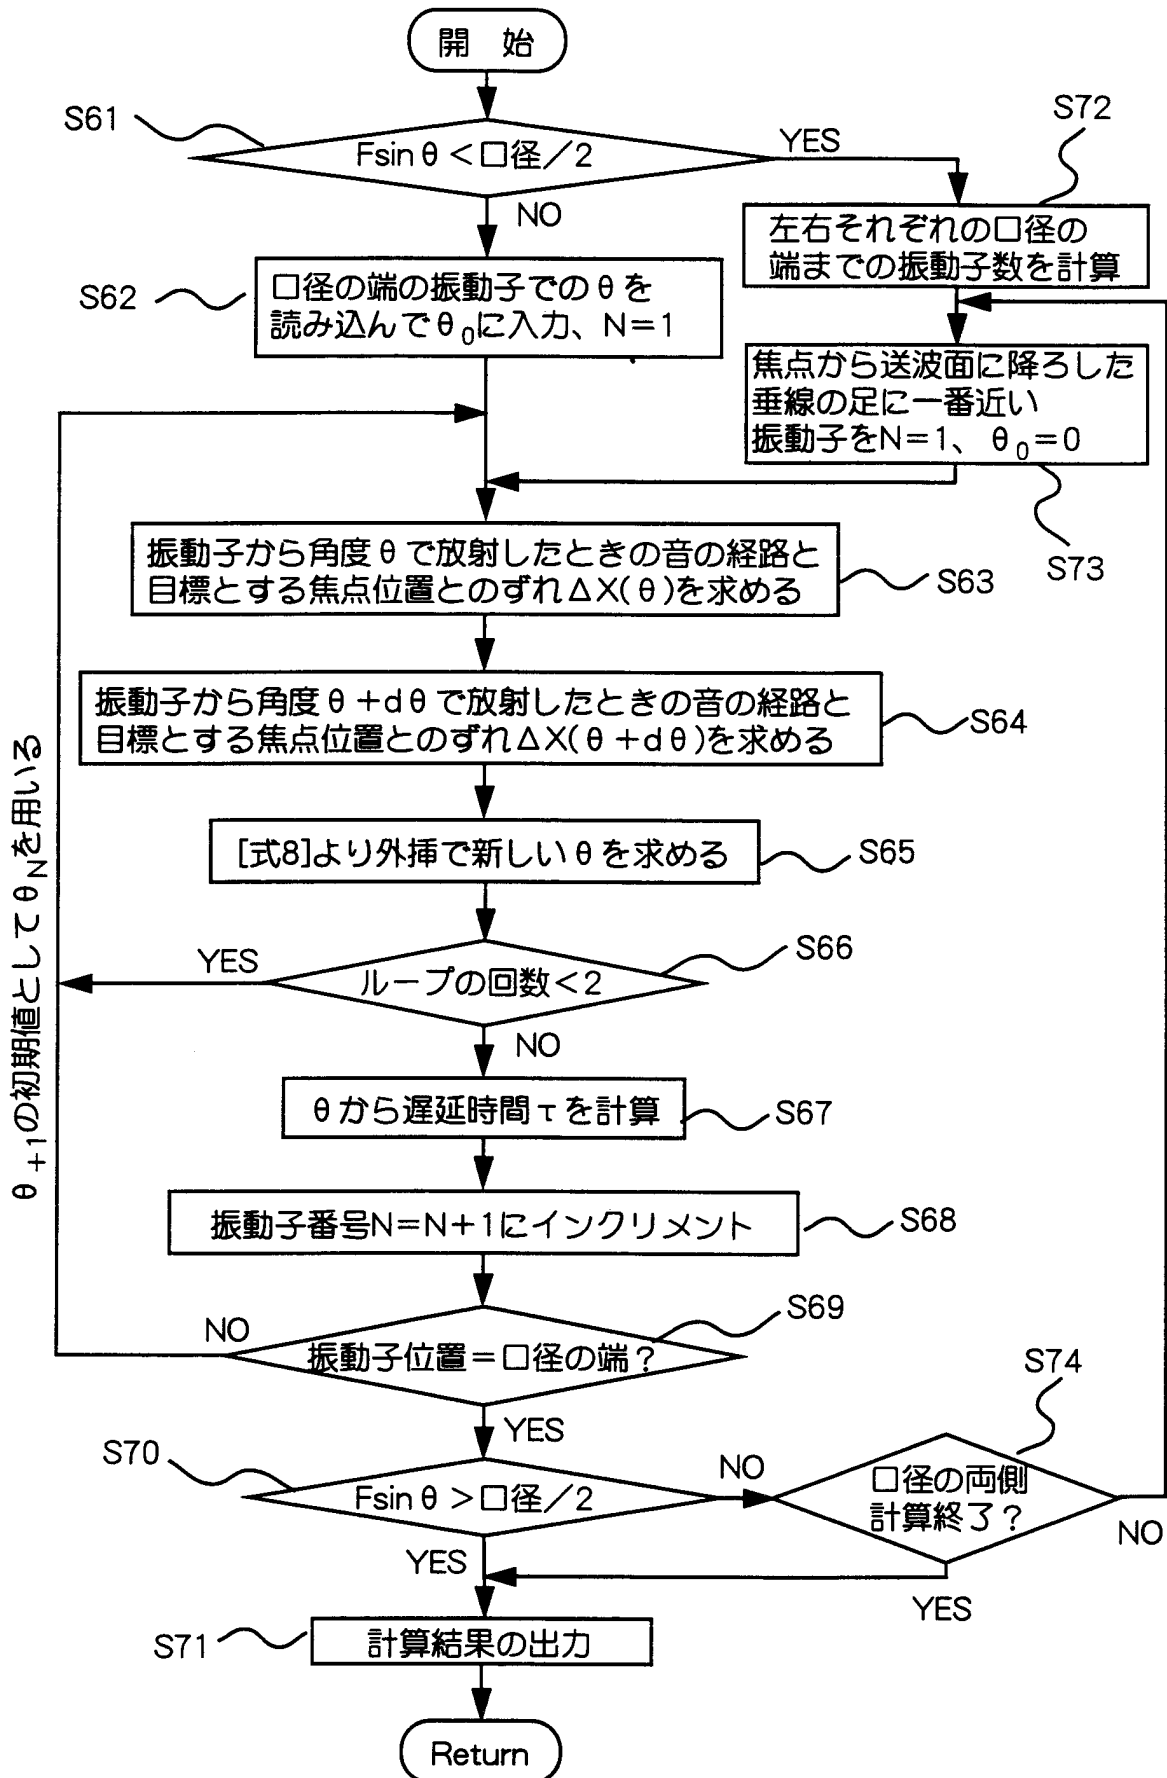 開 始
S61
Fsinθ<口径/2
YES
NO
S72
左右それぞれの口径の
端までの振動子数を計算
S62
口径の端の振動子でのθを
読み込んでθ0に入力、N=1
焦点から送波面に降ろした
垂線の足に一番近い
振動子をN=1、θ0=0
S73
振動子から角度θで放射したときの音の経路と
目標とする焦点位置とのずれΔX(θ)を求める
S63
振動子から角度θ+dθで放射したときの音の経路と
目標とする焦点位置とのずれΔX(θ+dθ)を求める
S64
[式8]より外挿で新しいθを求める
S65
ループの回数<2
S66
YES
NO
θ+1の初期値としてθNを用いる
θから遅延時間τを計算
S67
振動子番号N=N+1にインクリメント
S68
振動子位置=口径の端?
S69
NO
YES
S70
Fsinθ>口径/2
NO
YES
S74
口径の両側
計算終了?
NO
YES
S71
計算結果の出力
Return